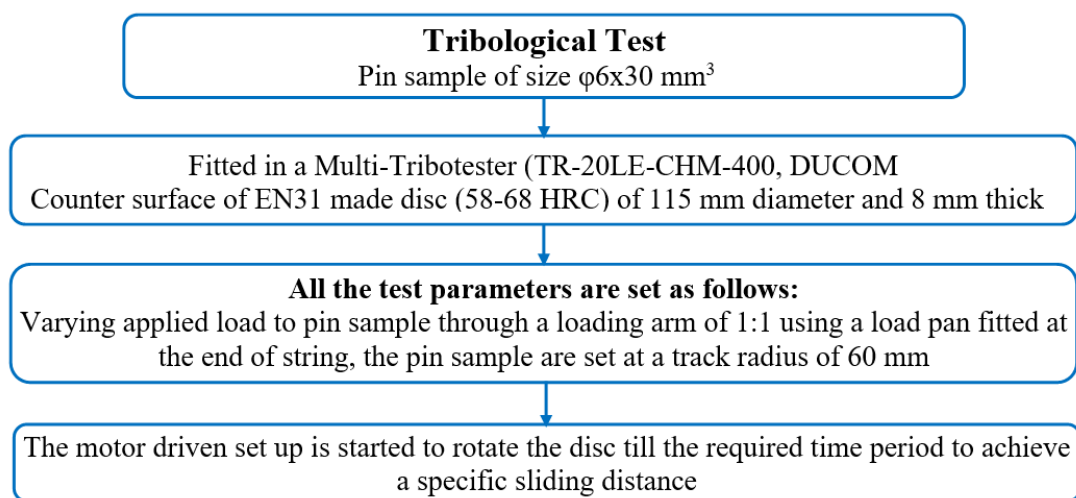 Tribological Test
Pin sample of size φ6x30 mm³
Fitted in a Multi-Tribotester (TR-20LE-CHM-400, DUCOM
Counter surface of EN31 made disc (58-68 HRC) of 115 mm diameter and 8 mm thick
All the test parameters are set as follows:
Varying applied load to pin sample through a loading arm of 1:1 using a load pan fitted at
the end of string, the pin sample are set at a track radius of 60 mm
The motor driven set up is started to rotate the disc till the required time period to achieve
a specific sliding distance